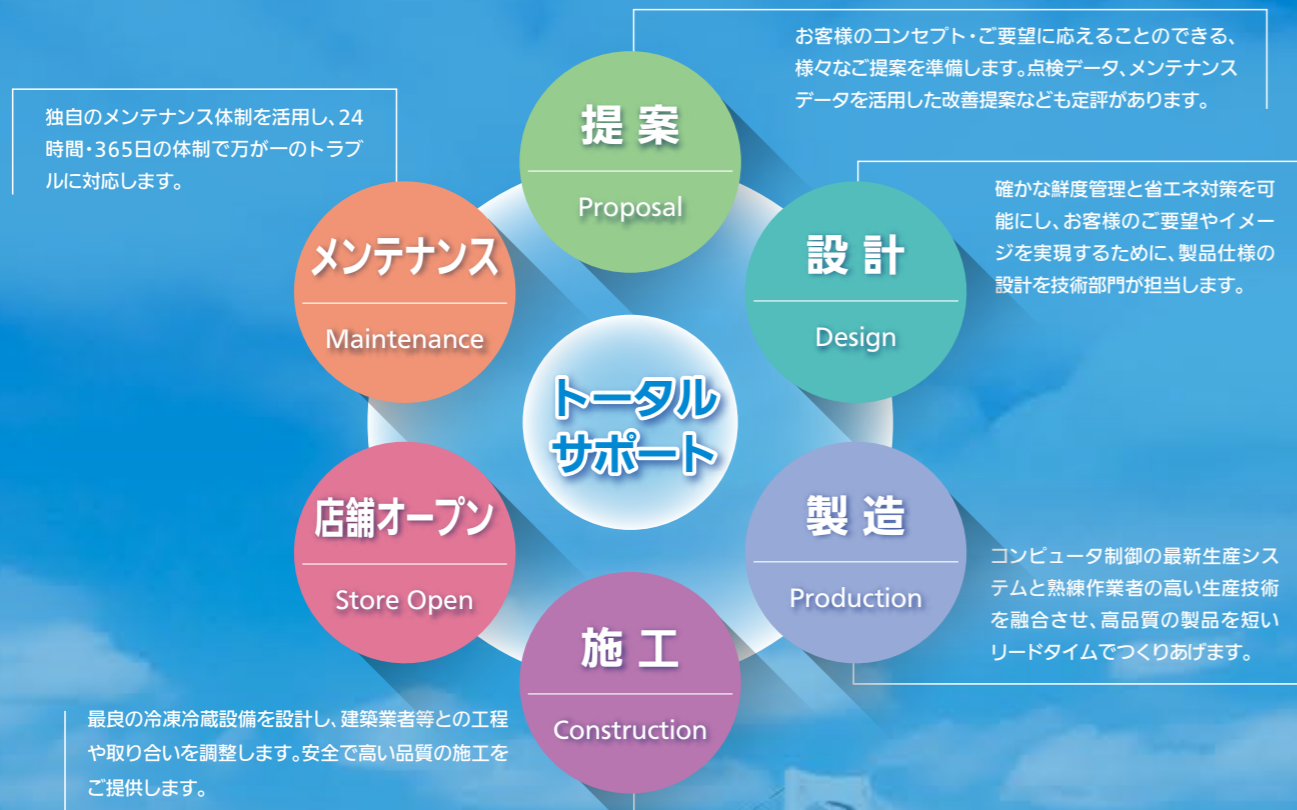 お客様のコンセプト・ご要望に応えることのできる、
様々なご提案を準備します。点検データ、メンテナンス
データを活用した改善提案なども定評があります。
提案
Proposal
独自のメンテナンス体制を活用し、24
時間・365日の体制で万が一のトラブ
ルに対応します。
メンテナンス
Maintenance
設計
Design
確かな鮮度管理と省エネ対策を可
能にし、お客様のご要望やイメー
ジを実現するために、製品仕様の
設計を技術部門が担当します。
トータル
サポート
店舗オープン
Store Open
製造
Production
コンピュータ制御の最新生産シス
テムと熟練作業者の高い生産技術
を融合させ、高品質の製品を短い
リードタイムでつくりあげます。
施工
Construction
最良の冷凍冷蔵設備を設計し、建築業者等との工程
や取り合いを調整します。安全で高い品質の施工を
ご提供します。